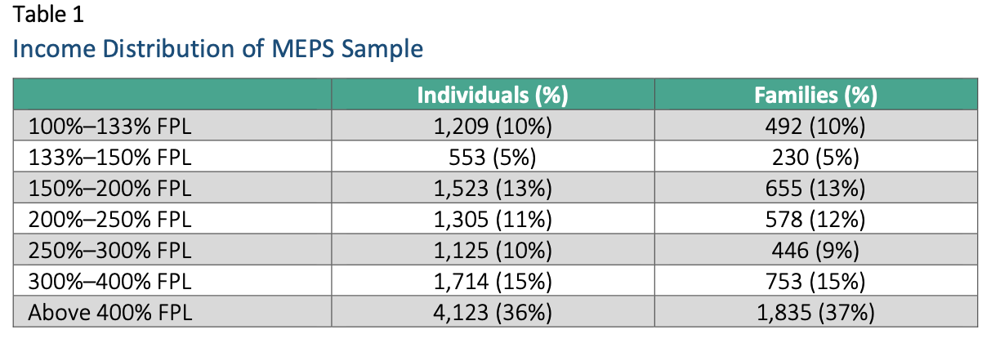 Table 1
Income Distribution of MEPS Sample
Individuals (%) Families (%)
100%–133% FPL 1,209 (10%) 492 (10%)
133%–150% FPL 553 (5%) 230 (5%)
150%–200% FPL 1,523 (13%) 655 (13%)
200%–250% FPL 1,305 (11%) 578 (12%)
250%–300% FPL 1,125 (10%) 446 (9%)
300%–400% FPL 1,714 (15%) 753 (15%)
Above 400% FPL 4,123 (36%) 1,835 (37%)